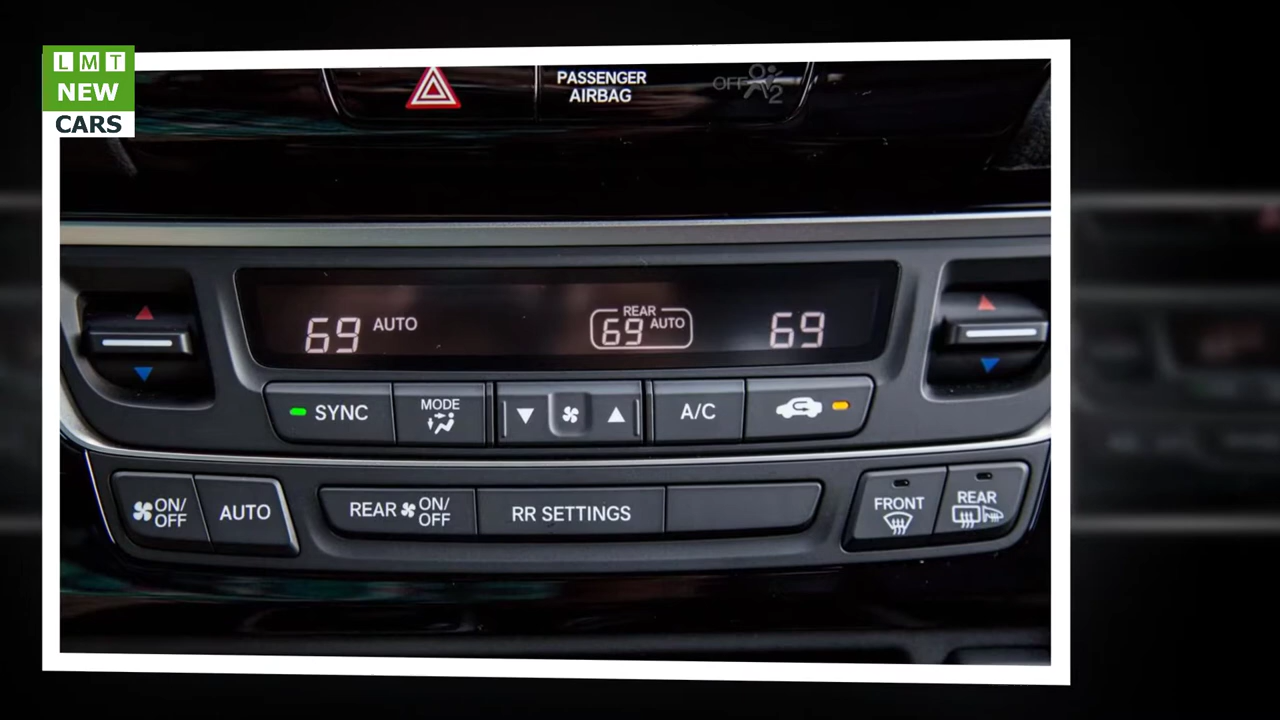 LMT
NEW
CARS
PASSENGER
AIRBAG
OFF
2
69 AUTO
REAR
69 AUTO
69
SYNC
MODE
A/C
ON/
OFF
AUTO
REAR ON/
OFF
RR SETTINGS
FRONT
REAR